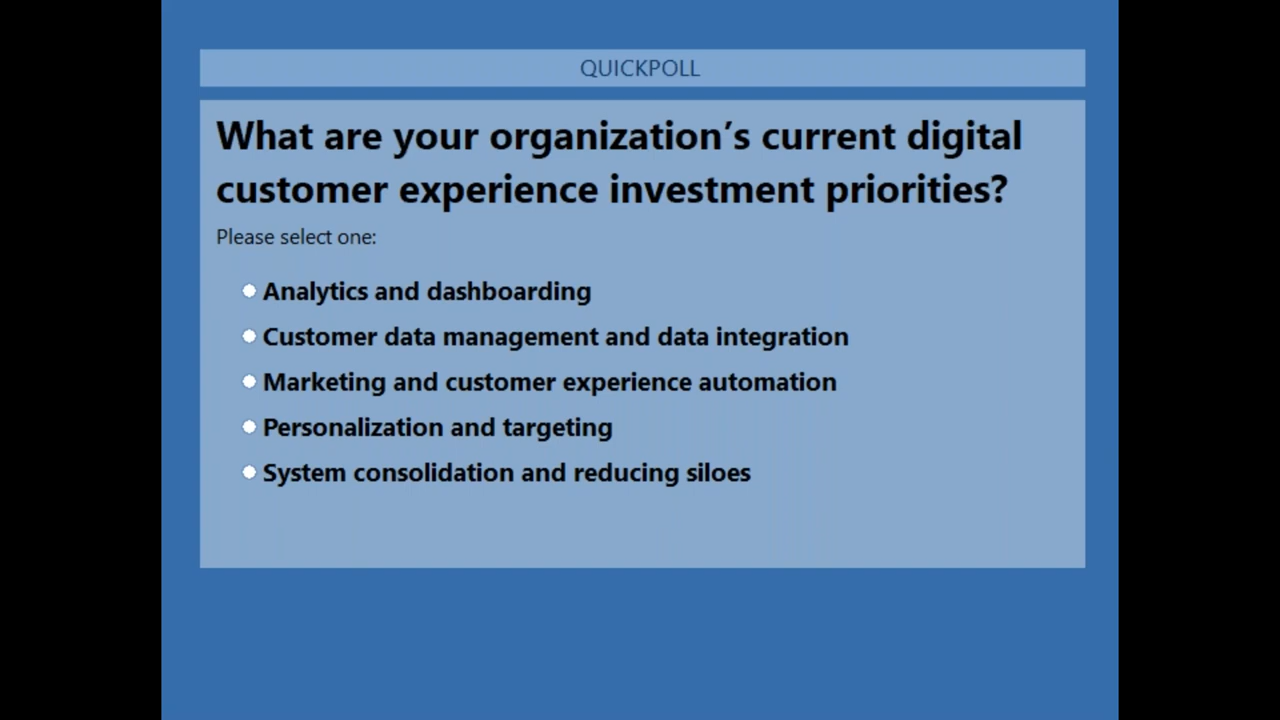 QUICKPOLL
What are your organization’s current digital
customer experience investment priorities?
Please select one:
Analytics and dashboarding
Customer data management and data integration
Marketing and customer experience automation
Personalization and targeting
System consolidation and reducing siloes